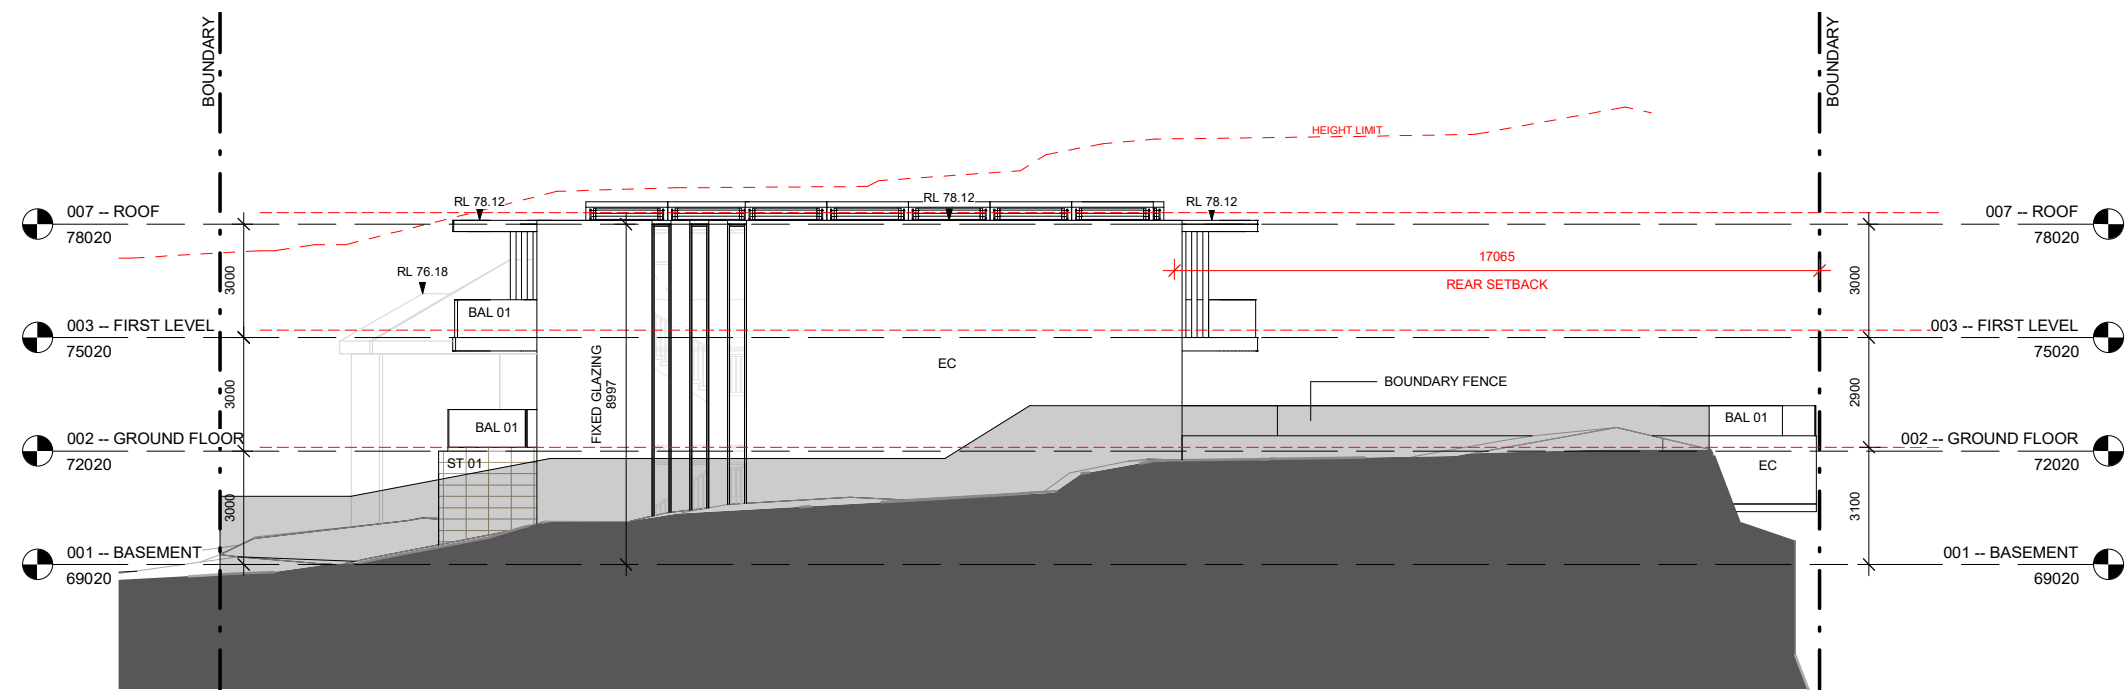 BOUNDARY
BOUNDARY
HEIGHT LIMIT
RL 78.12
RL 78.12
RL 78.12
007 -- ROOF
78020
007 -- ROOF
78020
17065
REAR SETBACK
RL 76.18
3000
3000
BAL 01
003 -- FIRST LEVEL
75020
003 -- FIRST LEVEL
75020
EC
FIXED GLAZING
8997
BOUNDARY FENCE
3000
2900
BAL 01
BAL 01
002 -- GROUND FLOOR
72020
002 -- GROUND FLOOR
72020
ST 01
EC
3000
3100
001 -- BASEMENT
69020
001 -- BASEMENT
69020